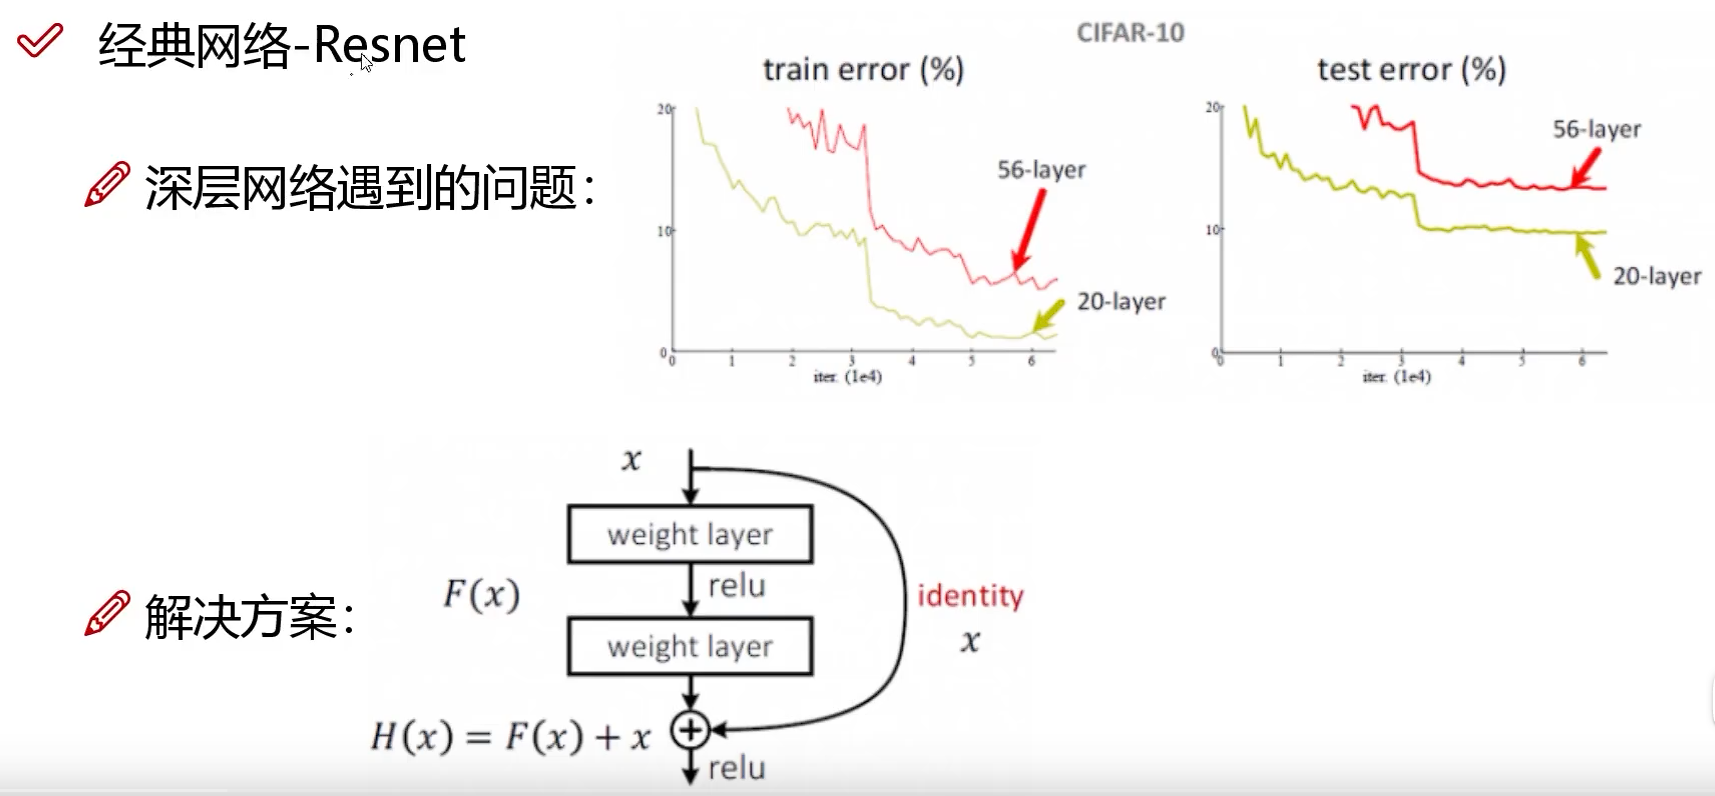 经典网络-Resnet
CIFAR-10
train error (%)
test error (%)
深层网络遇到的问题：
20
10
0
0 1 2 3 4 5 6
iter. (1e4)
56-layer
20-layer
20
10
0
0 1 2 3 4 5 6
iter. (1e4)
56-layer
20-layer
解决方案：
x
weight layer
F(x)
relu
identity
x
weight layer
H(x) = F(x) + x
+
relu